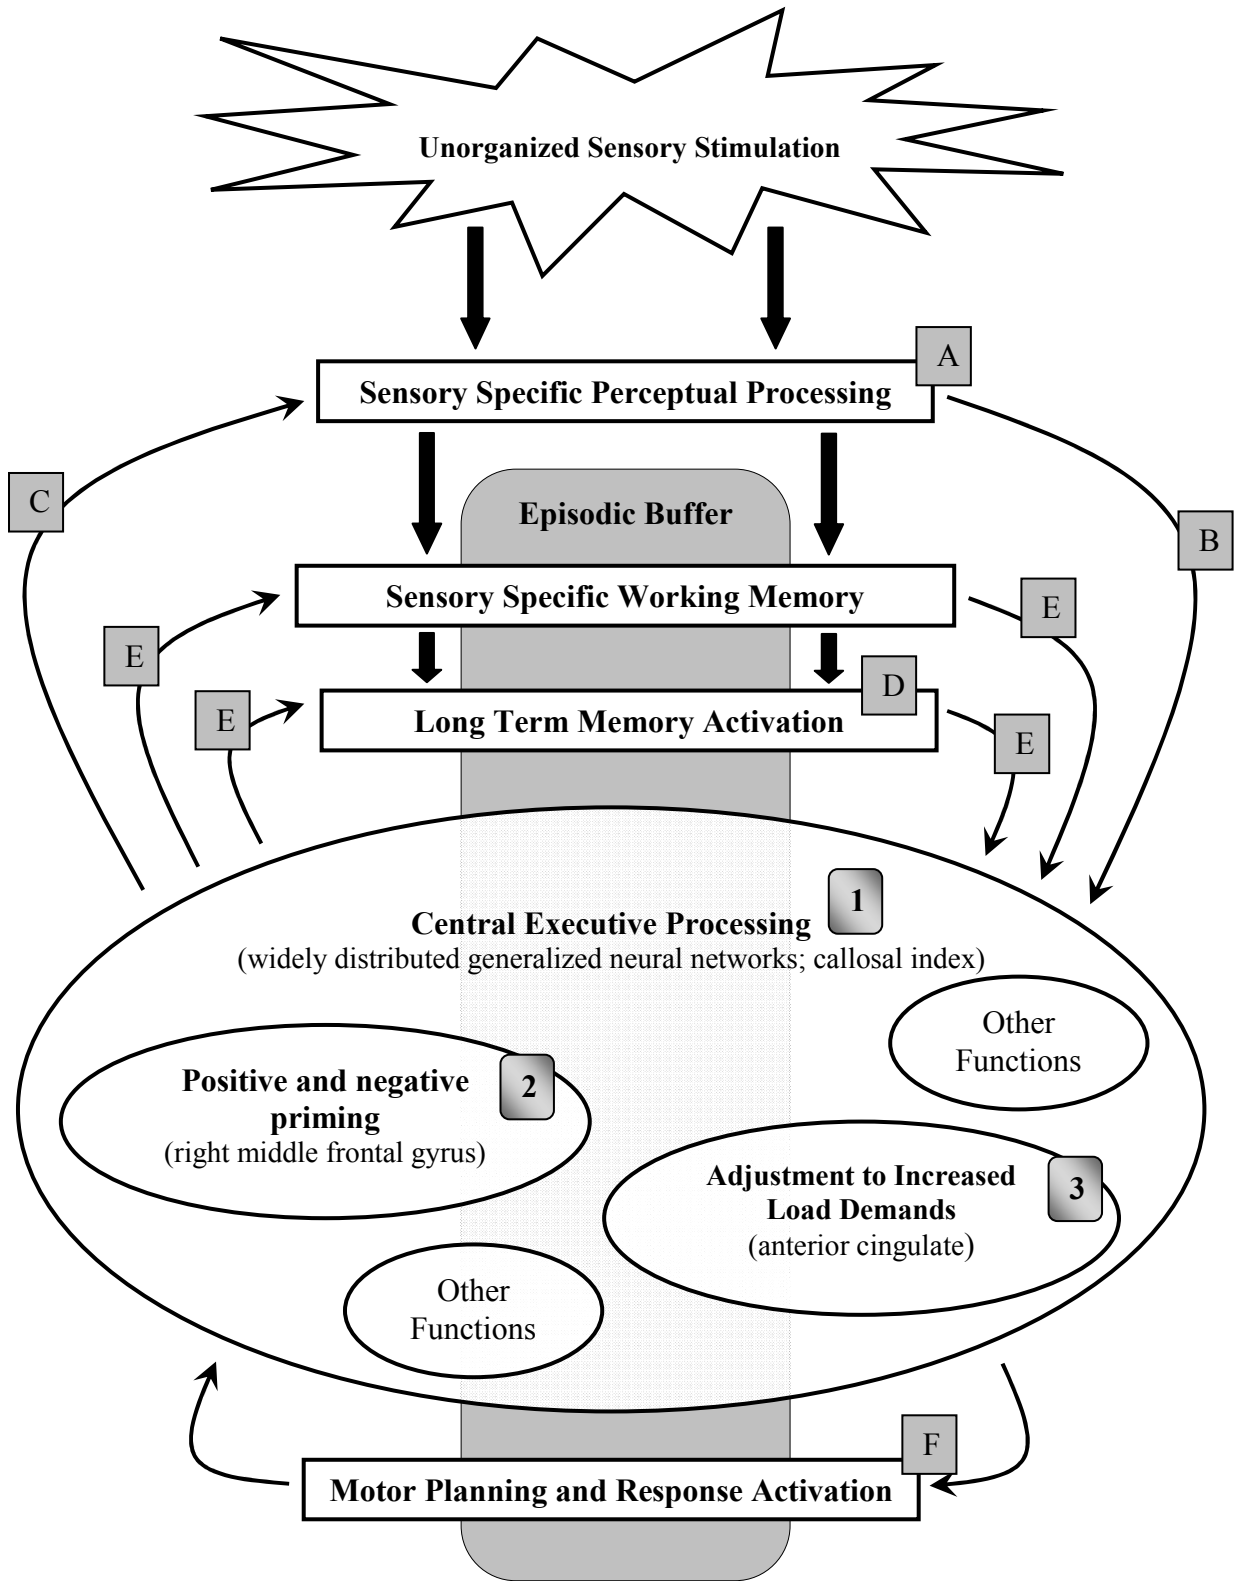 Unorganized Sensory Stimulation
A
Sensory Specific Perceptual Processing
C
Episodic Buffer
B
Sensory Specific Working Memory
E
E
D
E
Long Term Memory Activation
E
1
Central Executive Processing
(widely distributed generalized neural networks; callosal index)
Other
Functions
Positive and negative
priming
(right middle frontal gyrus)
2
Adjustment to Increased
Load Demands
(anterior cingulate)
3
Other
Functions
F
Motor Planning and Response Activation